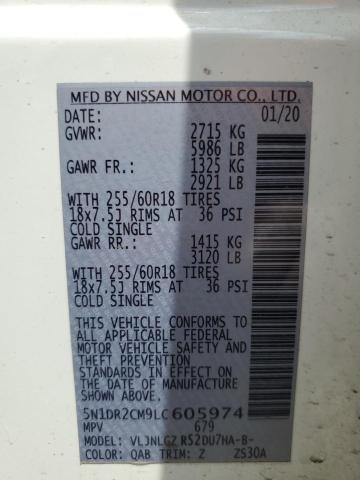 MFD BY NISSAN MOTOR CO., LTD.
DATE: 01/20
GVWR: 2715 KG
5986 LB
GAWR FR.: 1325 KG
2921 LB
WITH 255/60R18 TIRES
18x7.5J RIMS AT 36 PSI
COLD SINGLE
GAWR RR.: 1415 KG
3120 LB
WITH 255/60R18 TIRES
18x7.5J RIMS AT 36 PSI
COLD SINGLE
THIS VEHICLE CONFORMS TO
ALL APPLICABLE FEDERAL MOTOR
VEHICLE SAFETY AND THEFT
PREVENTION STANDARDS IN
EFFECT ON THE DATE OF
MANUFACTURE SHOWN ABOVE.
5N1DR2CM9LC605974
MPV 679
MODEL: VLJNLGZ R52DU7HA-B-
COLOR: QAB TRIM: Z ZS30A